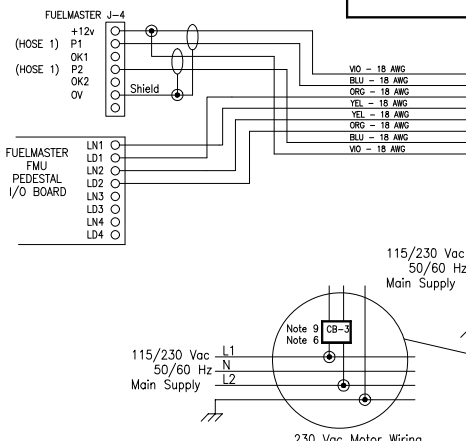 FUELMASTER J-4
+12v
(HOSE 1) P1
OK1
(HOSE 1) P2
OK2
0V
Shield
VIO - 18 AWG
BLU - 18 AWG
ORG - 18 AWG
YEL - 18 AWG
YEL - 18 AWG
ORG - 18 AWG
BLU - 18 AWG
VIO - 18 AWG
FUELMASTER
FMU
PEDESTAL
I/O BOARD
LN1
LD1
LN2
LD2
LN3
LD3
LN4
LD4
115/230 Vac
50/60 Hz
Main Supply
Note 9
Note 6
CB-3
115/230 Vac
50/60 Hz
Main Supply
L1
N
L2
230 Vac Motor Wiring